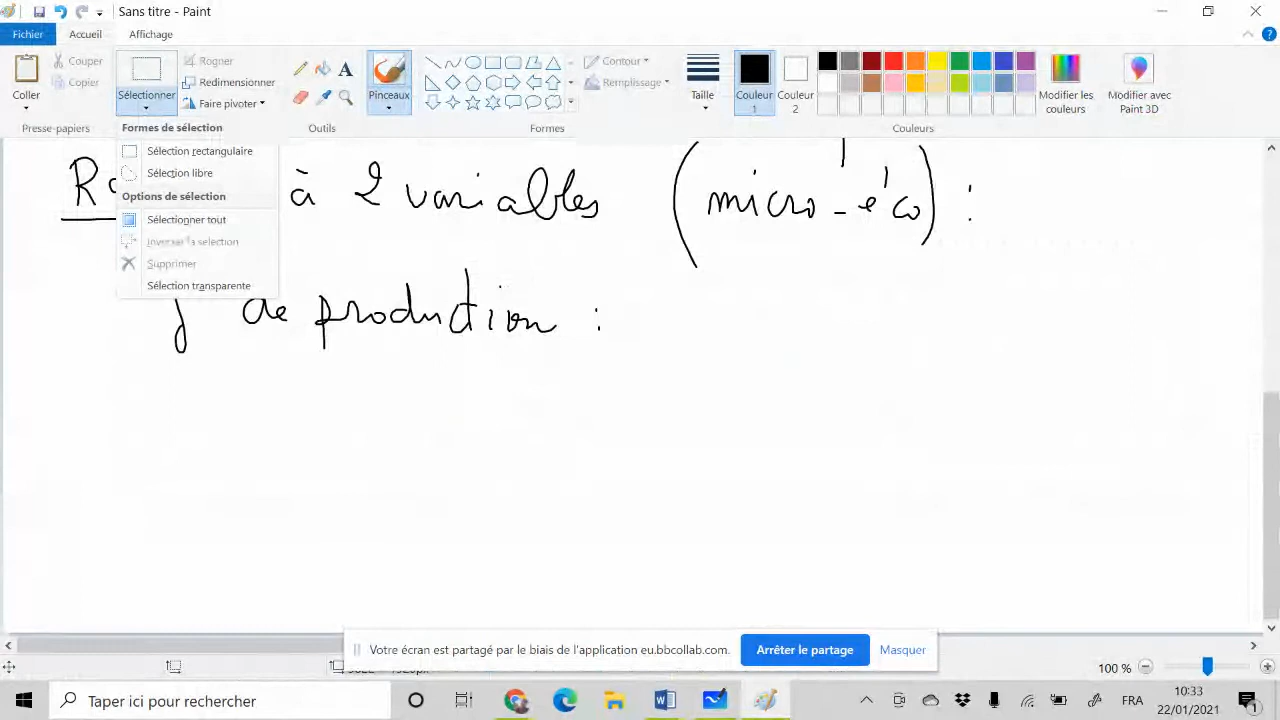 Sans titre - Paint
Fichier Accueil Affichage
Coller
Couper
Copier
Presse-papiers
Sélectionner
Rogner
Redimensionner
Faire pivoter
Outils
Pinceaux
Formes
Contour
Remplissage
Taille
Couleur 1
Couleur 2
Couleurs
Modifier les couleurs
Modifier avec Paint 3D
Formes de sélection
Sélection rectangulaire
Sélection libre
Options de sélection
Sélectionner tout
Inverser la sélection
Supprimer
Sélection transparente
à 2 variables (micro-éco) :
de production :
Votre écran est partagé par le biais de l'application eu.bbcollab.com. Arrêter le partage Masquer
100 %
Taper ici pour rechercher
FRA
10:33
22/01/2021